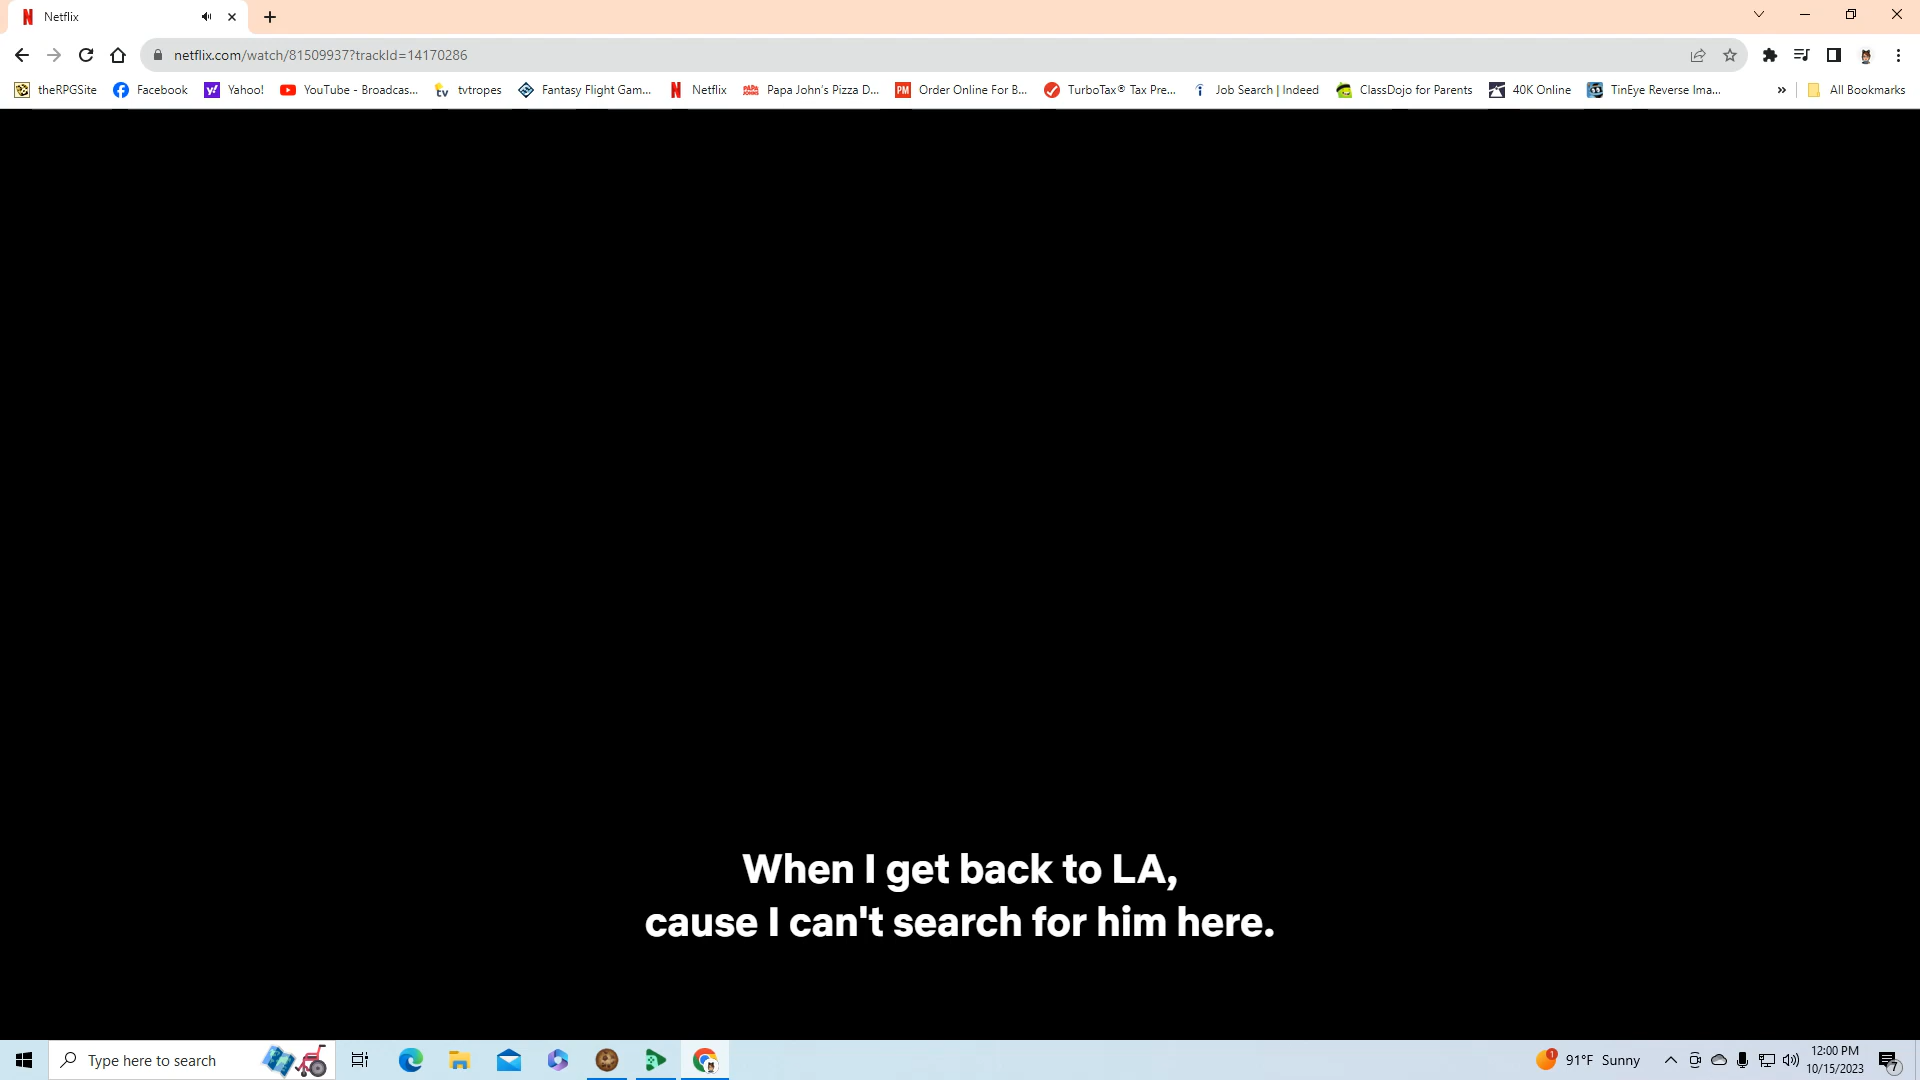 Netflix
netflix.com/watch/81509937?trackId=14170286
theRPGSite Facebook Yahoo! YouTube - Broadcas... tvtropes Fantasy Flight Gam... Netflix Papa John's Pizza D... Order Online For B... TurboTax® Tax Pre... Job Search | Indeed ClassDojo for Parents 40K Online TinEye Reverse Ima... » All Bookmarks
When I get back to LA,
cause I can't search for him here.
Type here to search
91°F Sunny
12:00 PM
10/15/2023
7